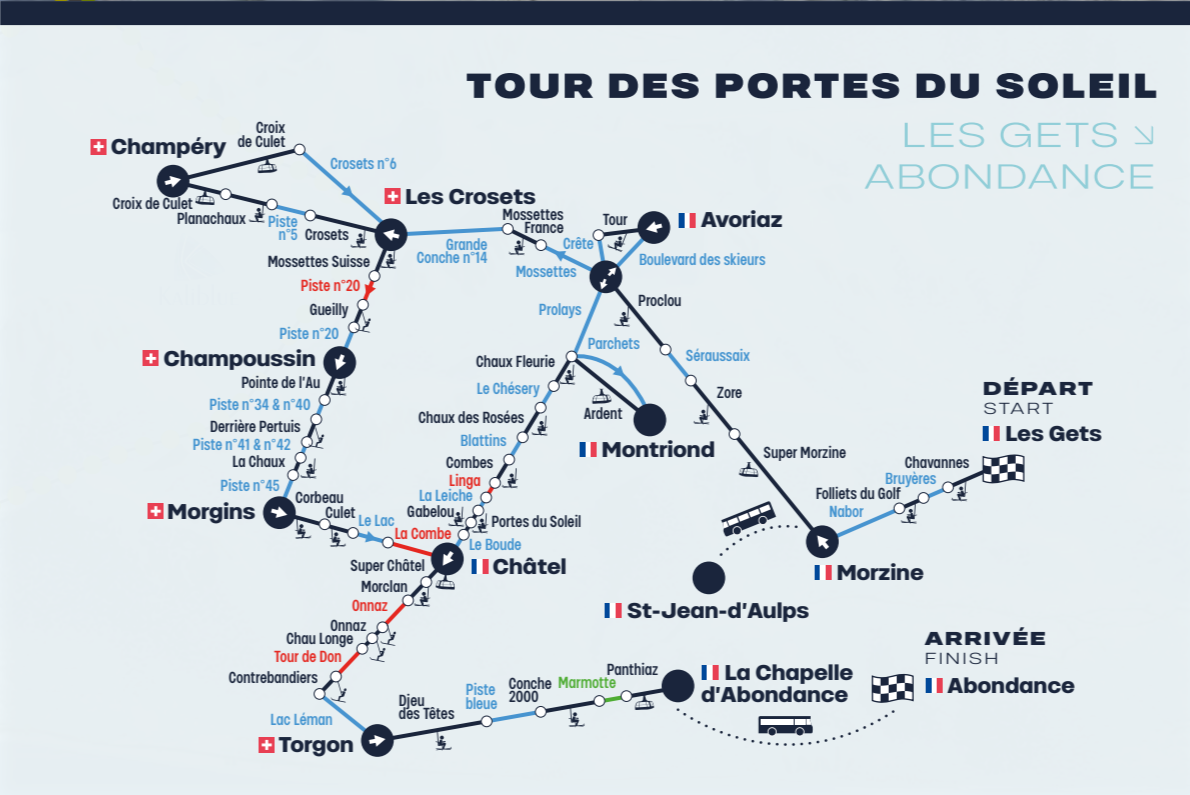 TOUR DES PORTES DU SOLEIL
LES GETS ↘
ABONDANCE
Croix
de Culet
Champéry
Crosets n°6
Croix de Culet
Planachaux
Piste
n°5
Crosets
Les Crosets
Mossettes
France
Grande
Conche n°14
Crête
Tour
Avoriaz
Mossettes
Boulevard des skieurs
Mossettes Suisse
Piste n°20
Gueilly
Piste n°20
Champoussin
Pointe de l'Au
Piste n°34 & n°40
Derrière Pertuis
Piste n°41 & n°42
La Chaux
Piste n°45
Morgins
Corbeau
Culet
Le Lac
La Combe
Prolays
Proclou
Parchets
Séraussaix
Chaux Fleurie
Le Chésery
Ardent
Zore
Chaux des Rosées
Montriond
Blattins
Super Morzine
Combes
Linga
La Leiche
Gabelou
Portes du Soleil
Le Boude
Châtel
DÉPART
START
Les Gets
Chavannes
Bruyères
Folliets du Golf
Nabor
Morzine
St-Jean-d'Aulps
Super Châtel
Morclan
Onnaz
Onnaz
Chau Longe
Tour de Don
Contrebandiers
Lac Léman
Torgon
Djeu
des Têtes
Piste
bleue
Conche
2000
Marmotte
Panthiaz
La Chapelle
d'Abondance
ARRIVÉE
FINISH
Abondance